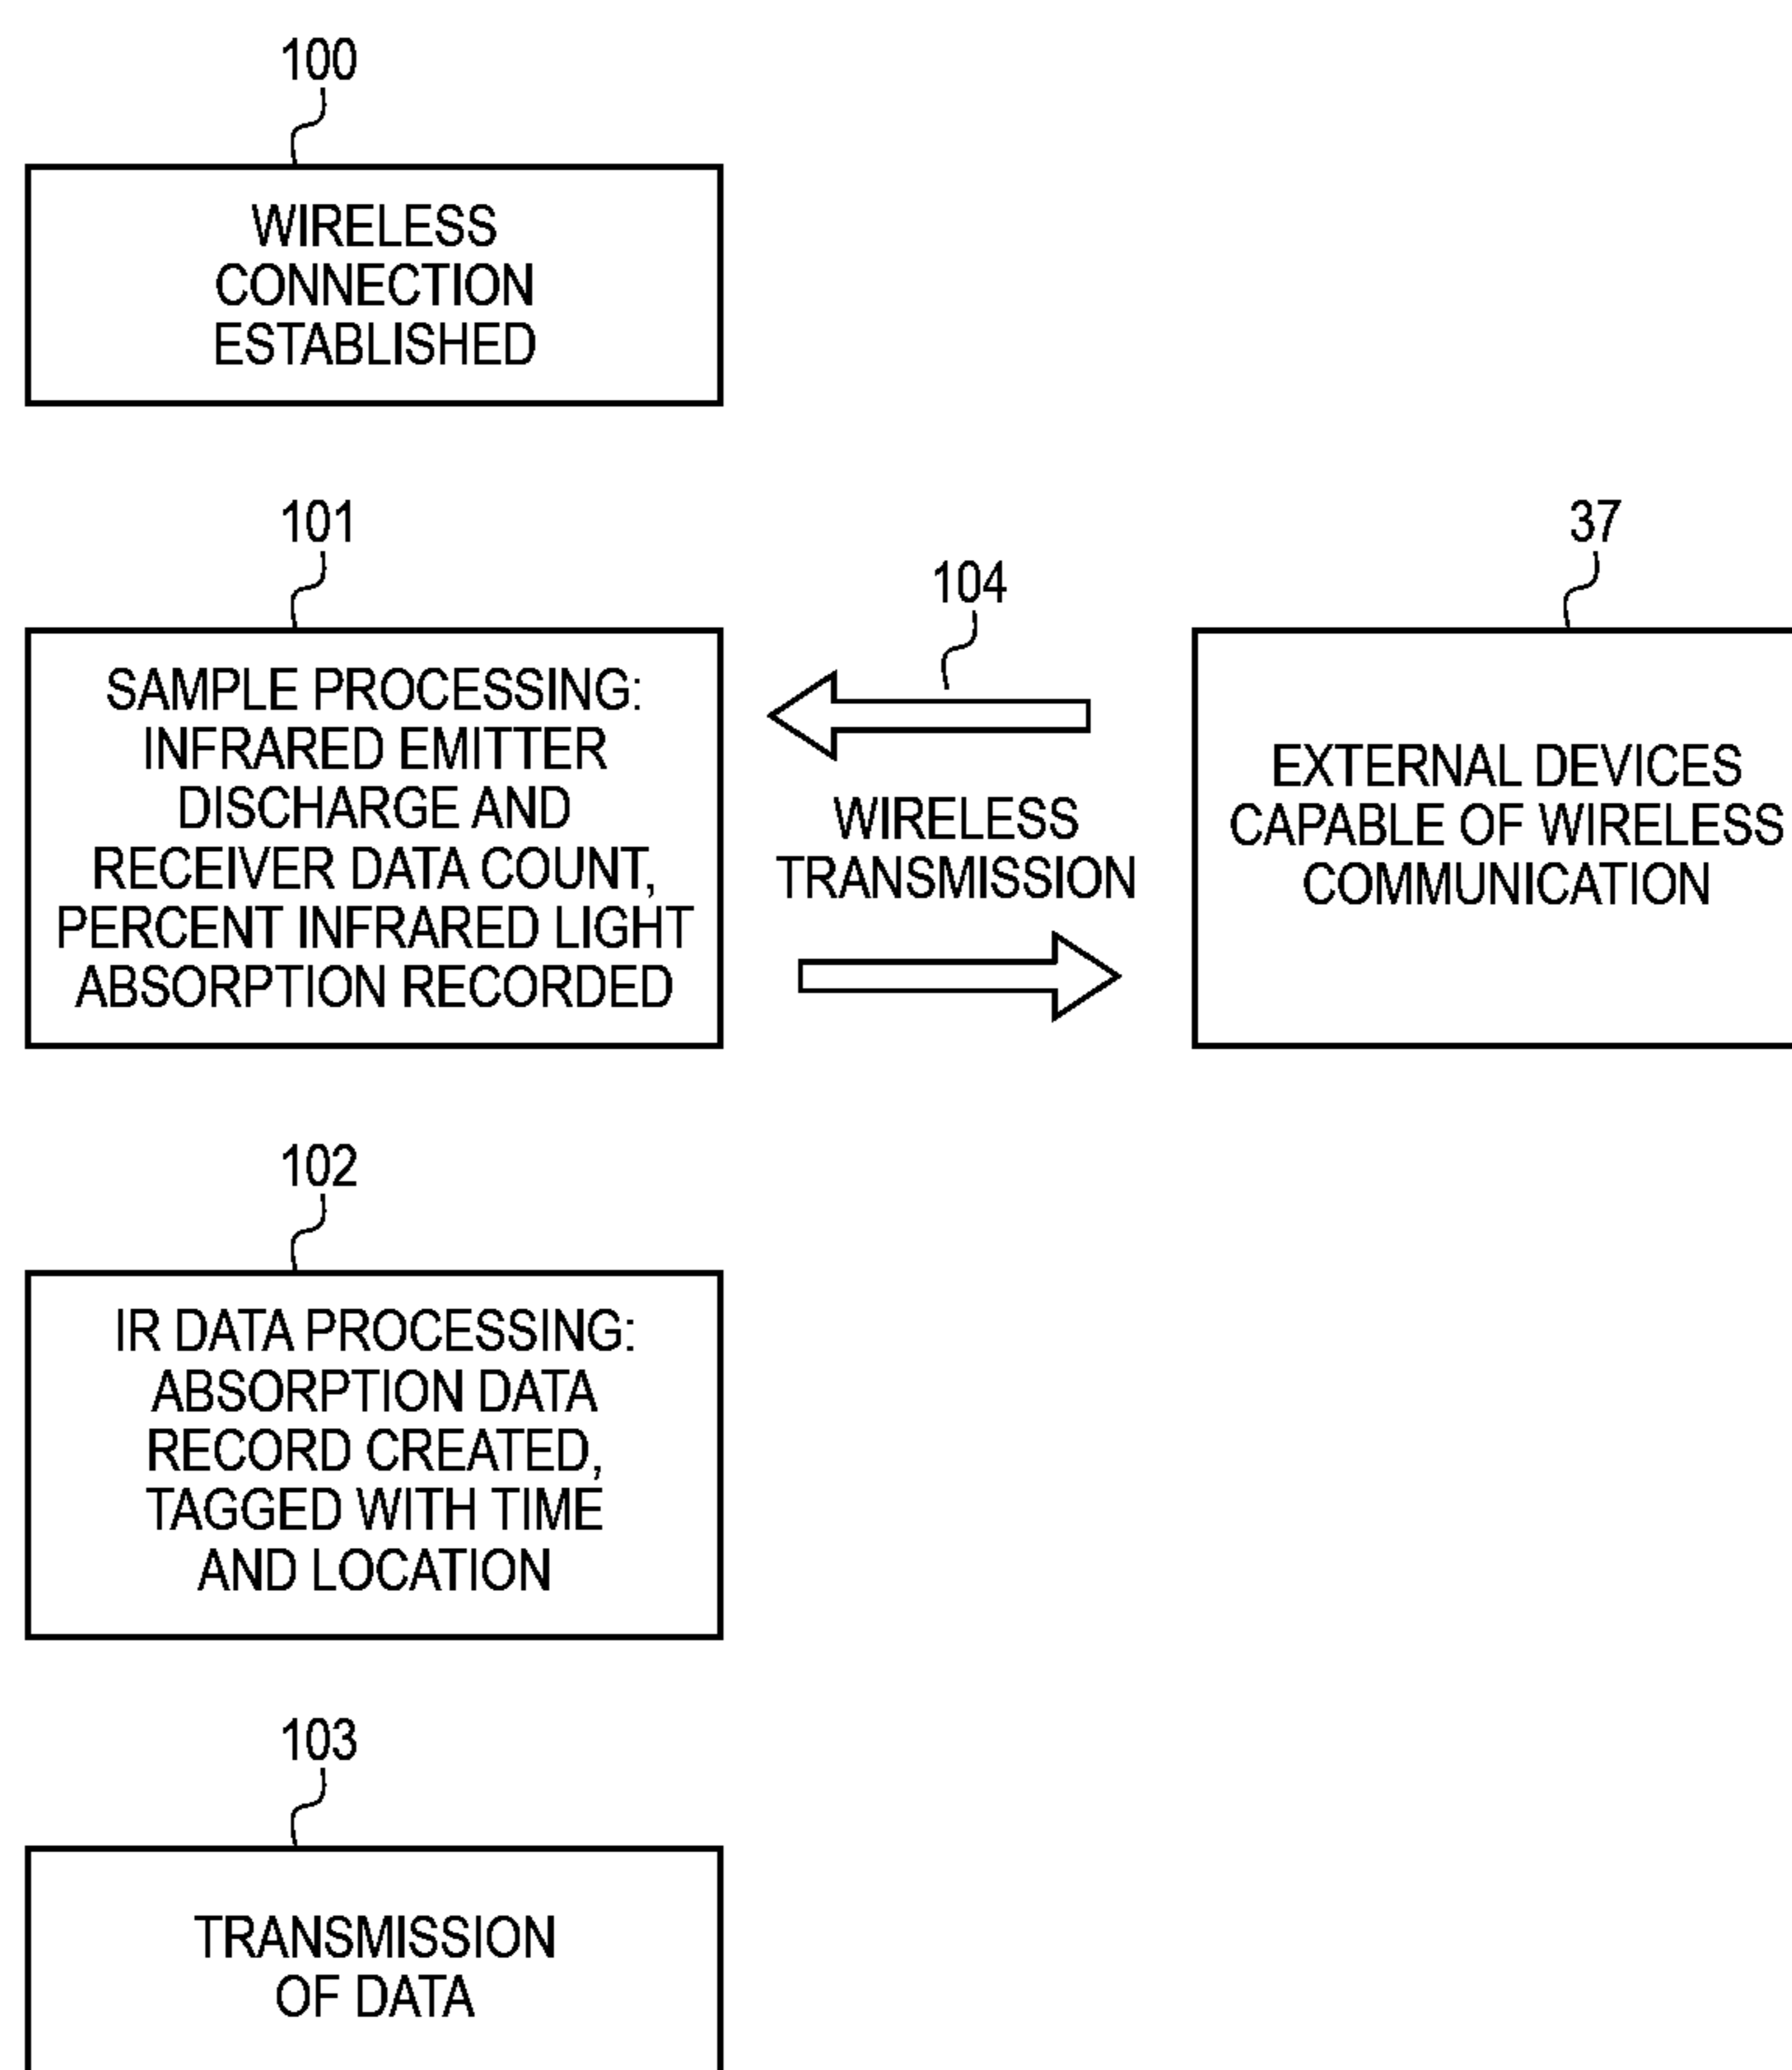 100
WIRELESS
CONNECTION
ESTABLISHED
101
SAMPLE PROCESSING:
INFRARED EMITTER
DISCHARGE AND
RECEIVER DATA COUNT,
PERCENT INFRARED LIGHT
ABSORPTION RECORDED
104
WIRELESS
TRANSMISSION
37
EXTERNAL DEVICES
CAPABLE OF WIRELESS
COMMUNICATION
102
IR DATA PROCESSING:
ABSORPTION DATA
RECORD CREATED,
TAGGED WITH TIME
AND LOCATION
103
TRANSMISSION
OF DATA